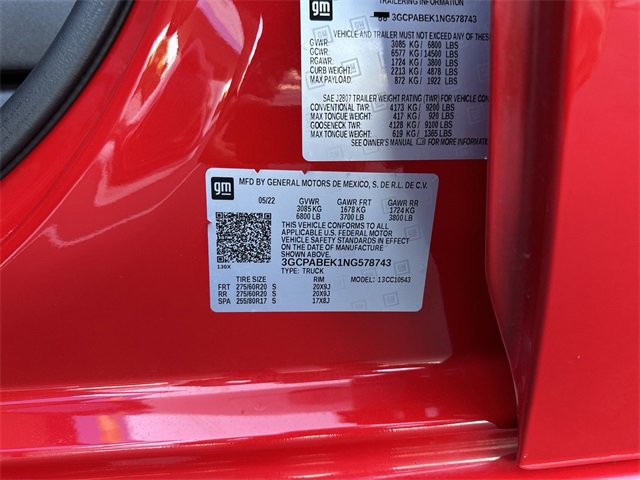 gm
TRAILERING INFORMATION
3GCPABEK1NG578743
VEHICLE AND TRAILER MUST NOT EXCEED ANY OF THESE
GVWR: 3085 KG / 6800 LBS
GCWR: 6577 KG / 14500 LBS
RGAWR: 1724 KG / 3800 LBS
CURB WEIGHT: 2213 KG / 4878 LBS
MAX PAYLOAD: 872 KG / 1922 LBS
SAE J2807 TRAILER WEIGHT RATING (TWR) FOR VEHICLE
CONVENTIONAL TWR: 4173 KG / 9200 LBS
MAX TONGUE WEIGHT: 417 KG / 920 LBS
GOOSENECK TWR: 4128 KG / 9100 LBS
MAX TONGUE WEIGHT: 619 KG / 1365 LBS
SEE OWNER'S MANUAL FOR MORE INFORMATION
gm MFD BY GENERAL MOTORS DE MEXICO, S. DE R.L. DE C.V.
05/22 GVWR GAWR FRT GAWR RR
3085 KG 1678 KG 1724 KG
6800 LB 3700 LB 3800 LB
THIS VEHICLE CONFORMS TO ALL
APPLICABLE U.S. FEDERAL MOTOR
VEHICLE SAFETY STANDARDS IN EFFECT
ON THE DATE OF MANUFACTURE
SHOWN ABOVE.
3GCPABEK1NG578743
130X TYPE: TRUCK
TIRE SIZE RIM MODEL: 13CC10543
FRT 275/60R20 S 20X9J
RR 275/60R20 S 20X9J
SPA 255/80R17 S 17X8J